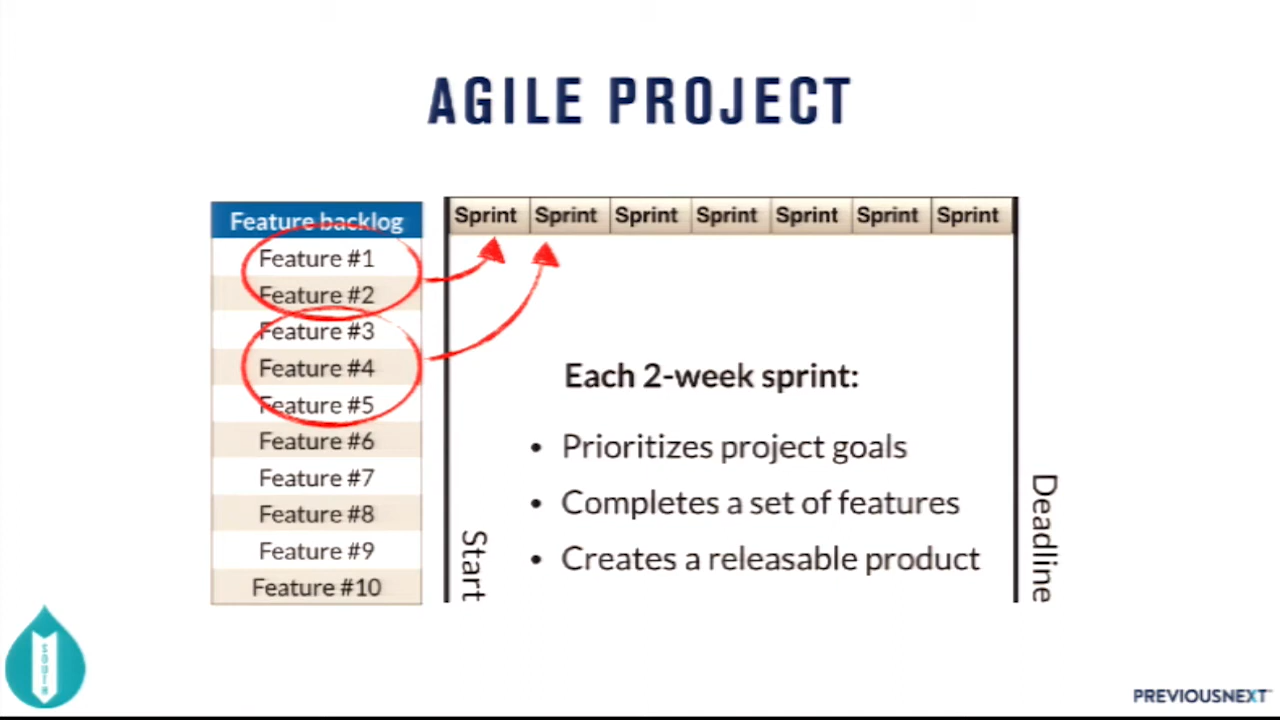 AGILE PROJECT
Feature backlog
Feature #1
Feature #2
Feature #3
Feature #4
Feature #5
Feature #6
Feature #7
Feature #8
Feature #9
Feature #10
Sprint Sprint Sprint Sprint Sprint Sprint Sprint
Each 2-week sprint:
• Prioritizes project goals
• Completes a set of features
• Creates a releasable product
Start
Deadline
SOUTH
PREVIOUSNEXT